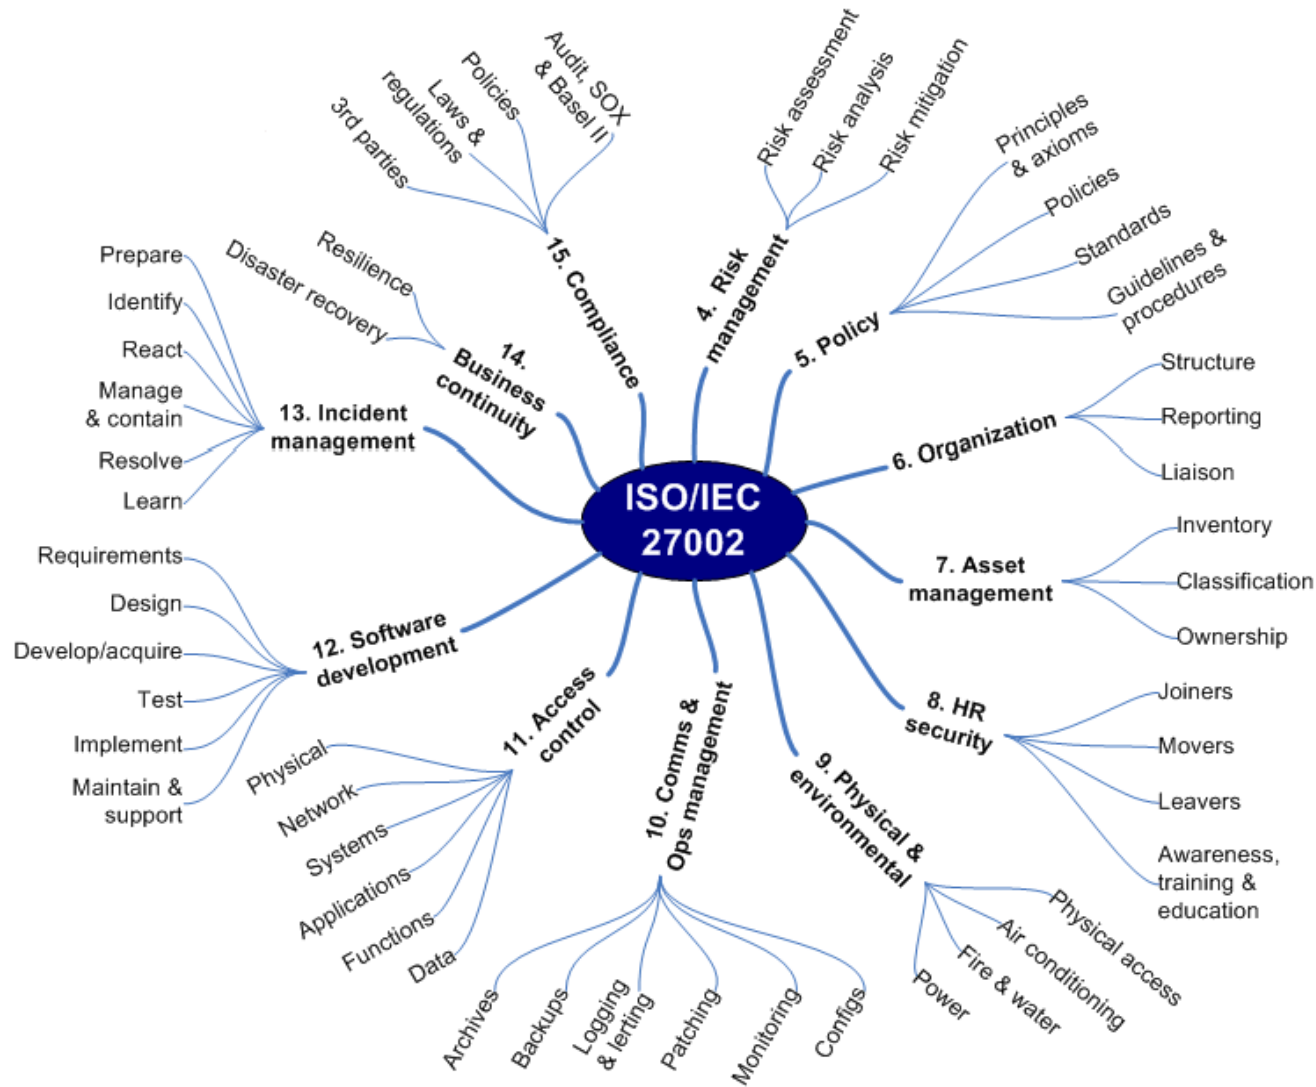 ISO/IEC
27002
4. Risk
management
Risk assessment
Risk analysis
Risk mitigation
5. Policy
Principles
& axioms
Policies
Standards
Guidelines &
procedures
6. Organization
Structure
Reporting
Liaison
7. Asset
management
Inventory
Classification
Ownership
8. HR
security
Joiners
Movers
Leavers
Awareness,
training &
education
9. Physical &
environmental
Physical access
Air conditioning
Fire & water
Power
10. Comms &
Ops management
Configs
Monitoring
Patching
Logging
& lerting
Backups
Archives
11. Access
control
Physical
Network
Systems
Applications
Functions
Data
12. Software
development
Requirements
Design
Develop/acquire
Test
Implement
Maintain &
support
13. Incident
management
Prepare
Identify
React
Manage
& contain
Resolve
Learn
14.
Business
continuity
Resilience
Disaster recovery
15. Compliance
3rd parties
Laws &
regulations
Policies
Audit, SOX
& Basel II